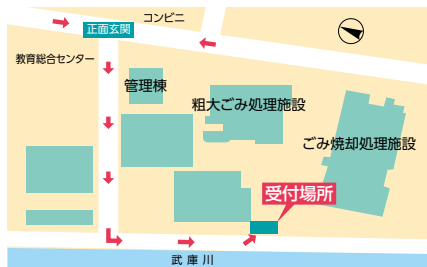 コンビニ
正面玄関
教育総合センター
管理棟
粗大ごみ処理施設
ごみ焼却処理施設
受付場所
武庫川